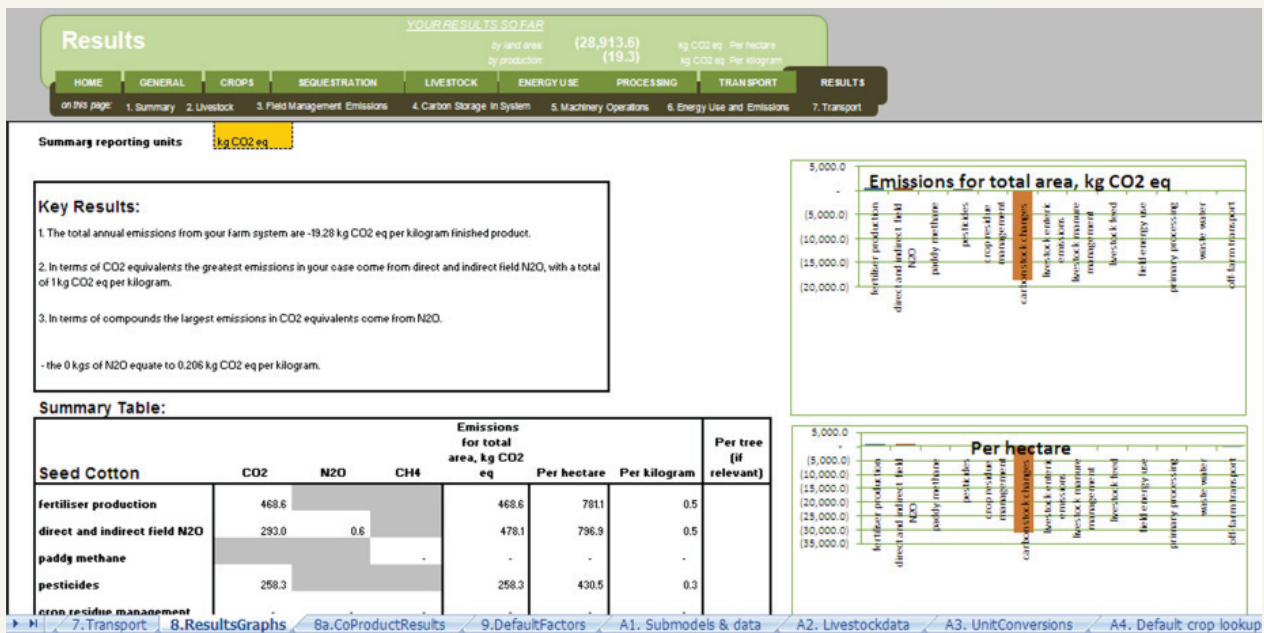 Results
YOUR RESULTS SO FAR
by land area: (28,913.6) kg CO2 eq Per hectare
by production: (19.3) kg CO2 eq Per kilogram
HOME GENERAL CROPS SEQUESTRATION LIVESTOCK ENERGY USE PROCESSING TRANSPORT RESULTS
on this page: 1. Summary 2. Livestock 3. Field Management Emissions 4. Carbon Storage In System 5. Machinery Operations 6. Energy Use and Emissions 7. Transport
Summary reporting units kg CO2 eq
Key Results:
1. The total annual emissions from your farm system are -19.28 kg CO2 eq per kilogram finished product.
2. In terms of CO2 equivalents the greatest emissions in your case come from direct and indirect field N2O, with a total
of 1 kg CO2 eq per kilogram.
3. In terms of compounds the largest emissions in CO2 equivalents come from N2O.
- the 0 kgs of N2O equate to 0.206 kg CO2 eq per kilogram.
Summary Table:
Seed Cotton CO2 N2O CH4 Emissions for total area, kg CO2 eq Per hectare Per kilogram Per tree (if relevant)
fertiliser production 468.6 468.6 781.1 0.5
direct and indirect field N2O 293.0 0.6 478.1 796.9 0.5
paddy methane - - - -
pesticides 258.3 258.3 430.5 0.3
crop residue management - - - - - -
Emissions for total area, kg CO2 eq
5,000.0
-
(5,000.0)
(10,000.0)
(15,000.0)
(20,000.0)
fertiliser production
direct and indirect field N2O
paddy methane
pesticides
crop residue management
carbon stock changes
livestock enteric emissions
livestock manure management
livestock feed
field energy use
primary processing
waste water
off-farm transport
Per hectare
5,000.0
-
(5,000.0)
(10,000.0)
(15,000.0)
(20,000.0)
(25,000.0)
(30,000.0)
(35,000.0)
fertiliser production
direct and indirect field N2O
paddy methane
pesticides
crop residue management
carbon stock changes
livestock enteric emissions
livestock manure management
livestock feed
field energy use
primary processing
waste water
off-farm transport
7.Transport 8.ResultsGraphs 8a.CoProductResults 9.DefaultFactors A1. Submodels & data A2. Livestockdata A3. UnitConversions A4. Default crop lookup